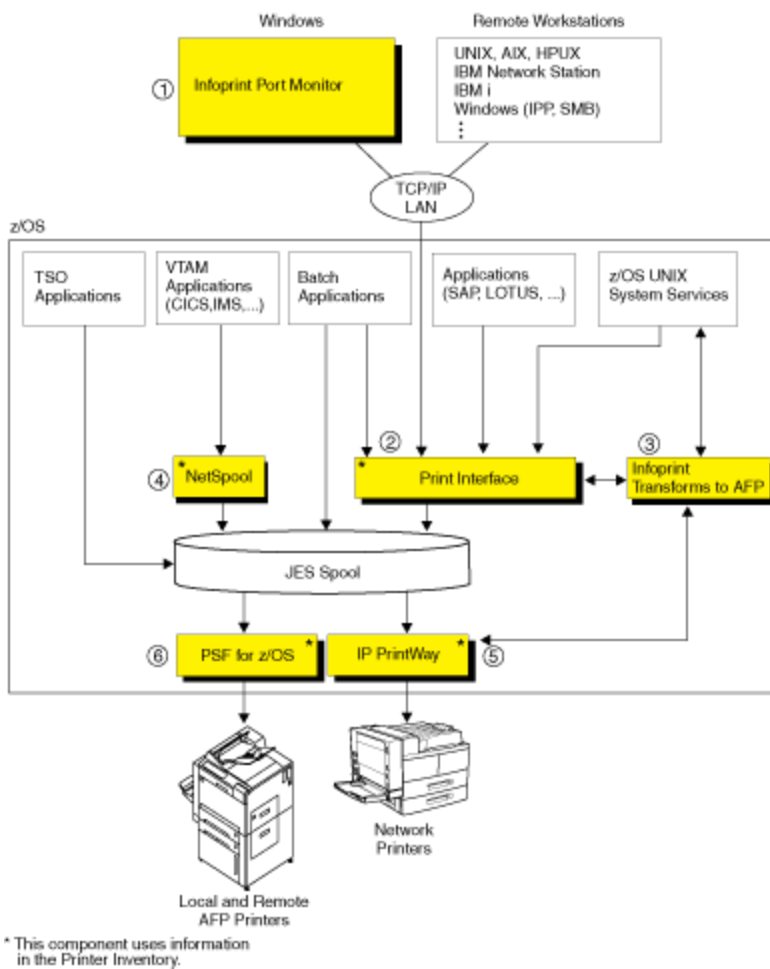 Windows
Remote Workstations
① Infoprint Port Monitor
UNIX, AIX, HPUX
IBM Network Station
IBM i
Windows (IPP, SMB)
⋮
TCP/IP
LAN
z/OS
TSO
Applications
VTAM
Applications
(CICS,IMS,...)
Batch
Applications
Applications
(SAP, LOTUS, ...)
z/OS UNIX
System Services
④ *NetSpool
② * Print Interface
③ Infoprint
Transforms to AFP
JES Spool
⑥ PSF for z/OS *
IP PrintWay * ⑤
Network
Printers
Local and Remote
AFP Printers
* This component uses information
in the Printer Inventory.